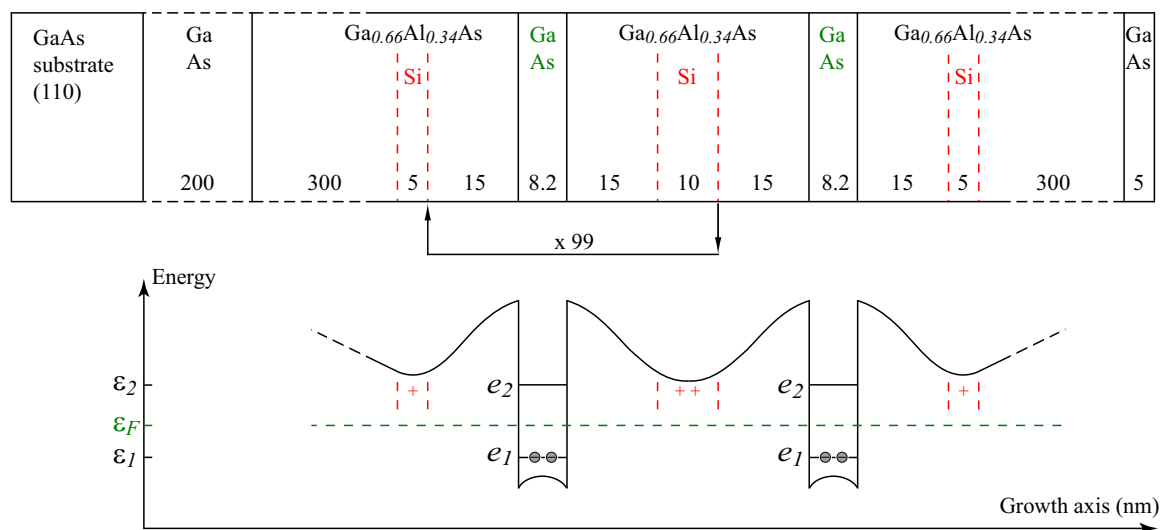 GaAs
substrate
(110)
Ga
As
200
Ga0.66Al0.34As
Si
300
5
15
Ga
As
8.2
Ga0.66Al0.34As
Si
15
10
15
Ga
As
8.2
Ga0.66Al0.34As
Si
15
5
300
Ga
As
5
x 99
Energy
ε2
εF
ε1
+
e2
e1
++
e2
e1
+
Growth axis (nm)